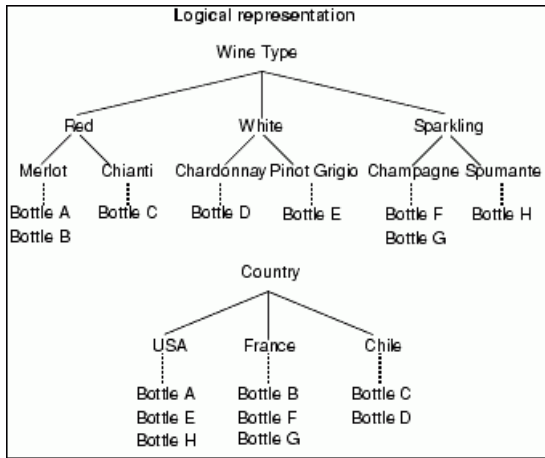 Logical representation
Wine Type
Red White Sparkling
Merlot Chianti Chardonnay Pinot Grigio Champagne Spumante
Bottle A Bottle C Bottle D Bottle E Bottle F Bottle H
Bottle B Bottle G
Country
USA France Chile
Bottle A Bottle B Bottle C
Bottle E Bottle F Bottle D
Bottle H Bottle G